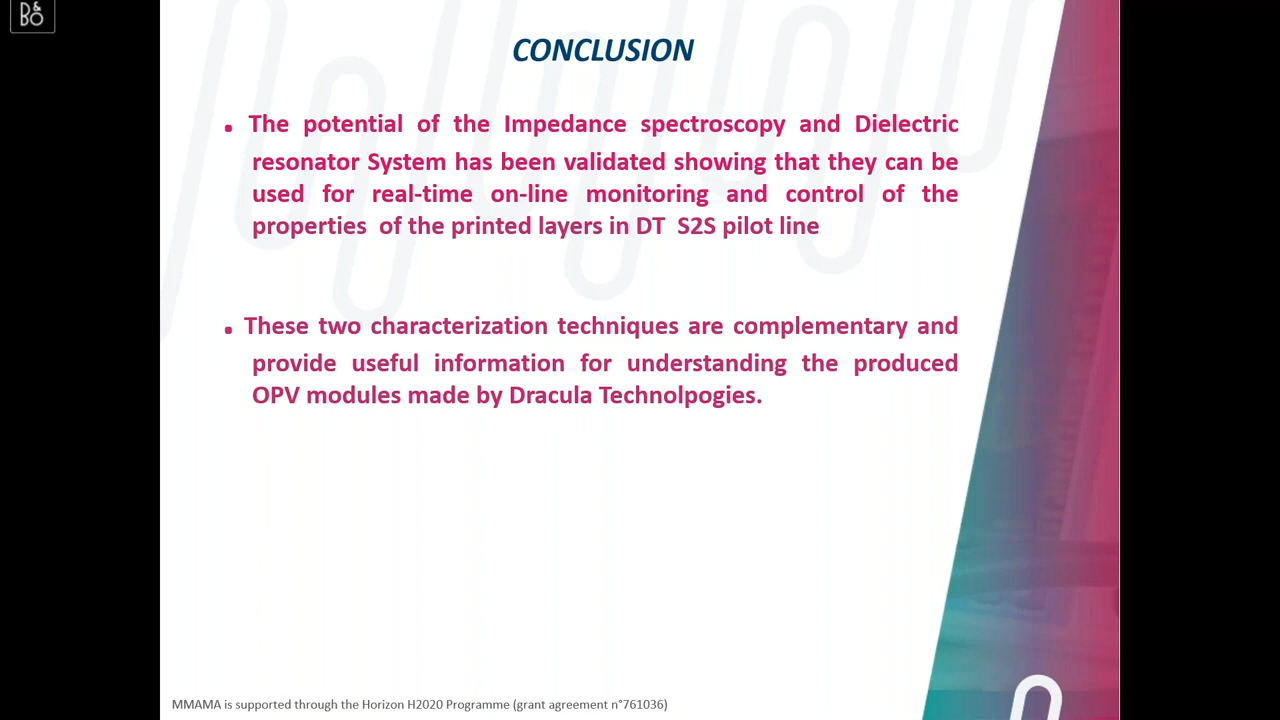 B&O
CONCLUSION
. The potential of the Impedance spectroscopy and Dielectric
resonator System has been validated showing that they can be
used for real-time on-line monitoring and control of the
properties of the printed layers in DT S2S pilot line
. These two characterization techniques are complementary and
provide useful information for understanding the produced
OPV modules made by Dracula Technolpogies.
MMAMA is supported through the Horizon H2020 Programme (grant agreement n°761036)